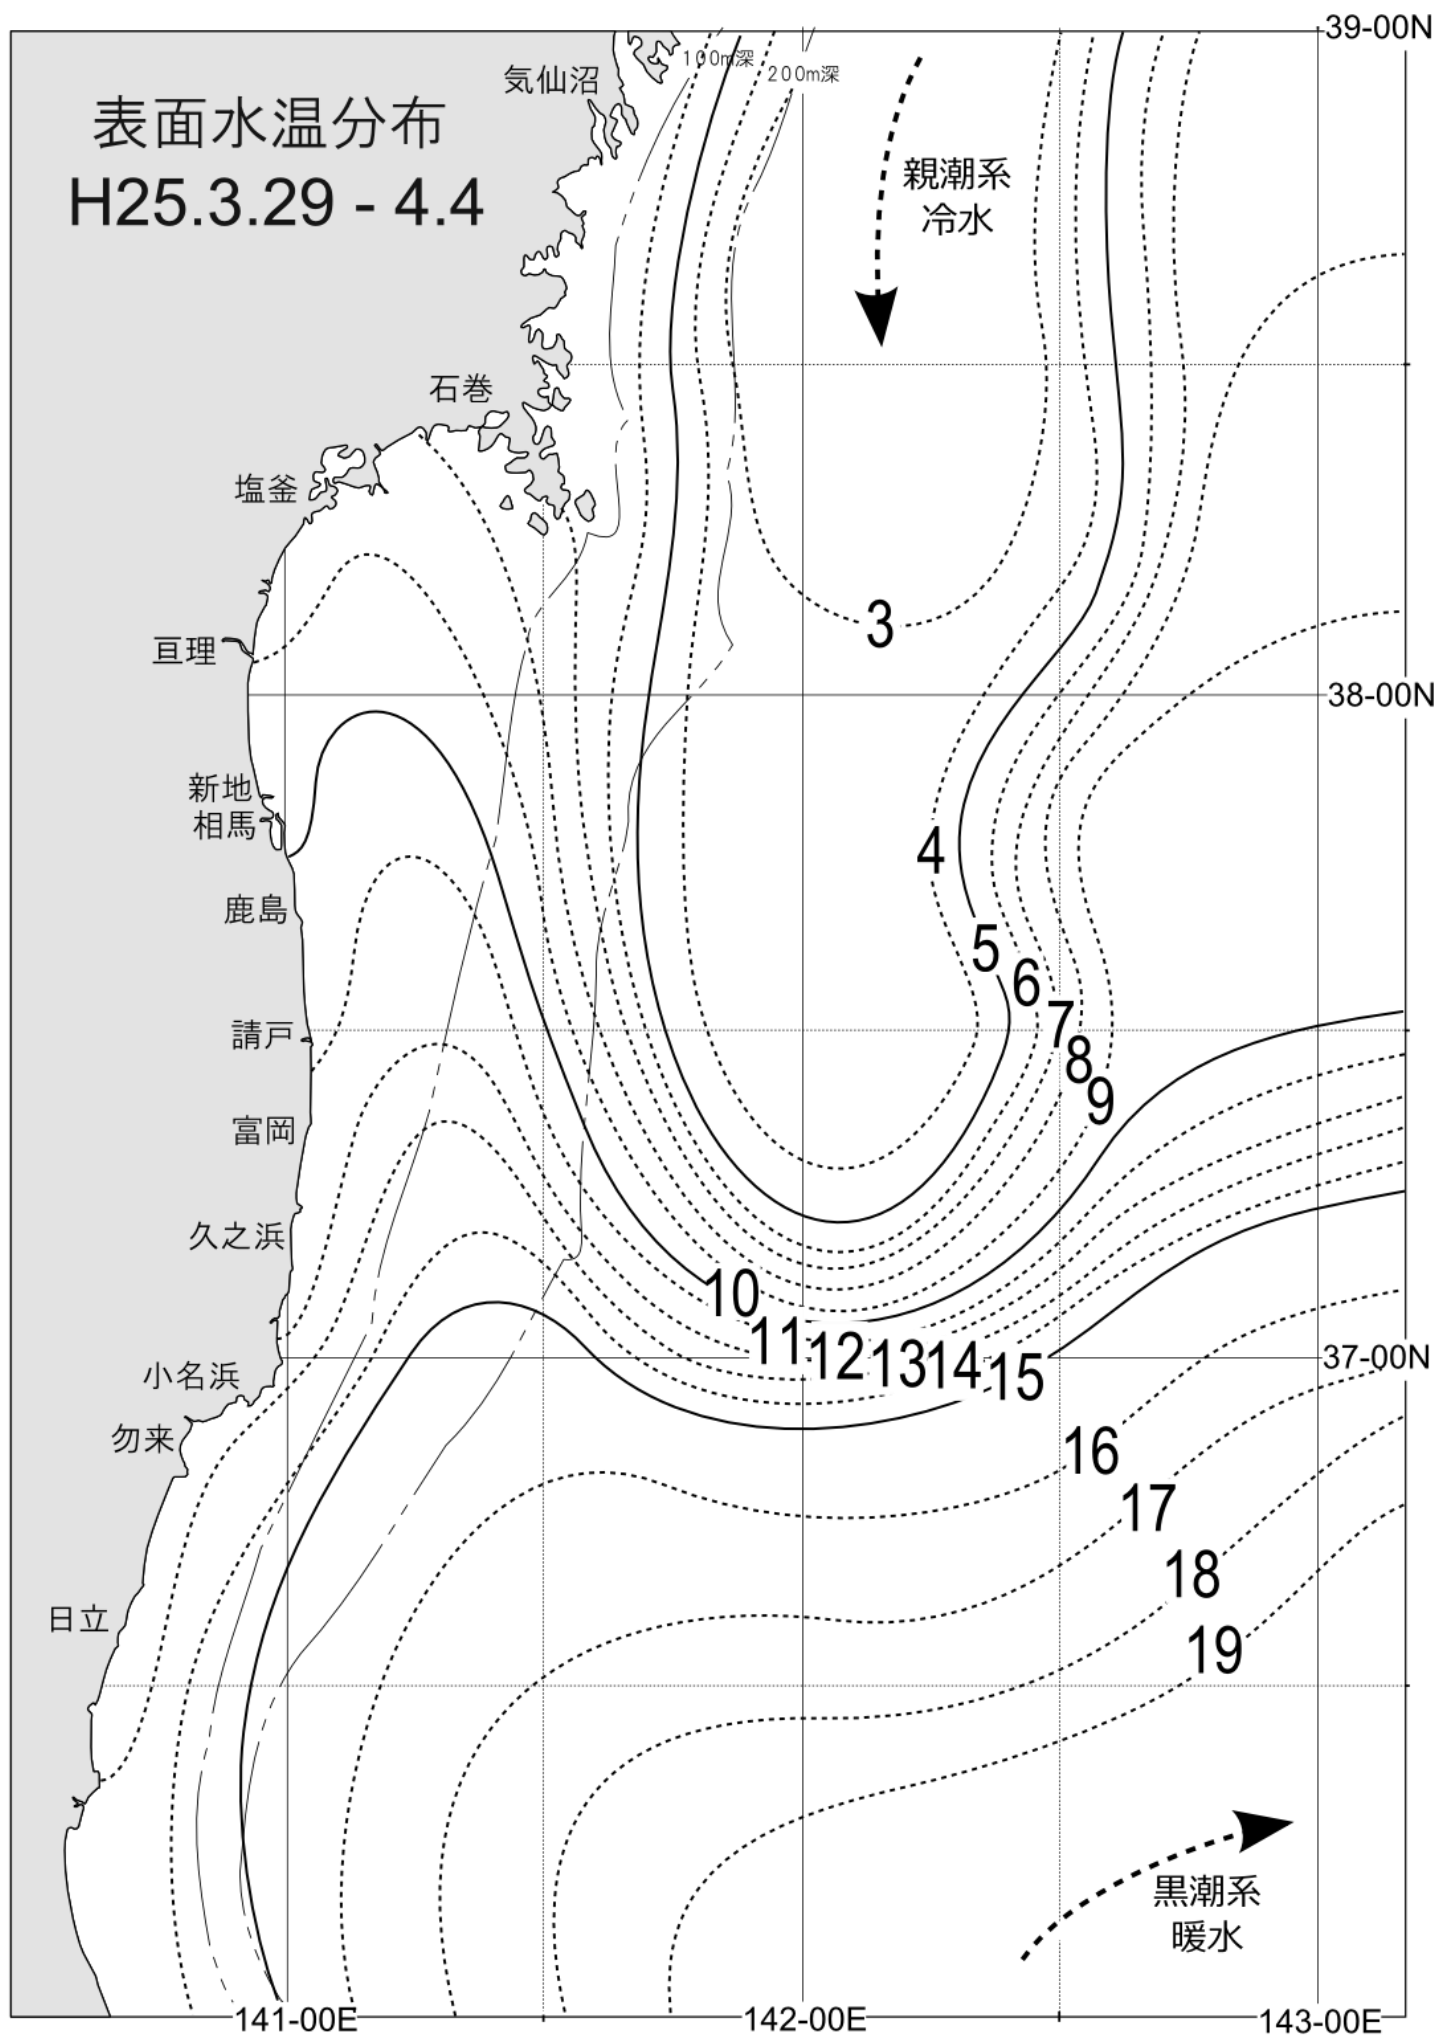 39-00N
100m深
200m深
気仙沼
表面水温分布
H25.3.29 - 4.4
親潮系
冷水
石巻
塩釜
3
亘理
38-00N
新地
相馬
4
鹿島
5
6
請戸
7
8
9
富岡
久之浜
10
11
12
13
14
15
37-00N
小名浜
勿来
16
17
18
日立
19
黒潮系
暖水
141-00E
142-00E
143-00E